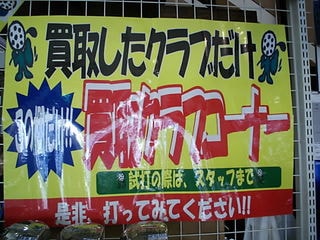 買取したクラブだけ
買取クラブコーナー
試打の際は、スタッフまで
是非、打ってみてください!!